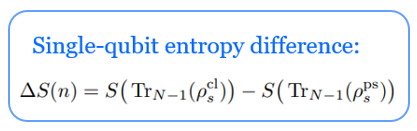 Single-qubit entropy difference:
ΔS(n) = S(Tr_{N−1}(ρ_s^{cl})) − S(Tr_{N−1}(ρ_s^{ps}))